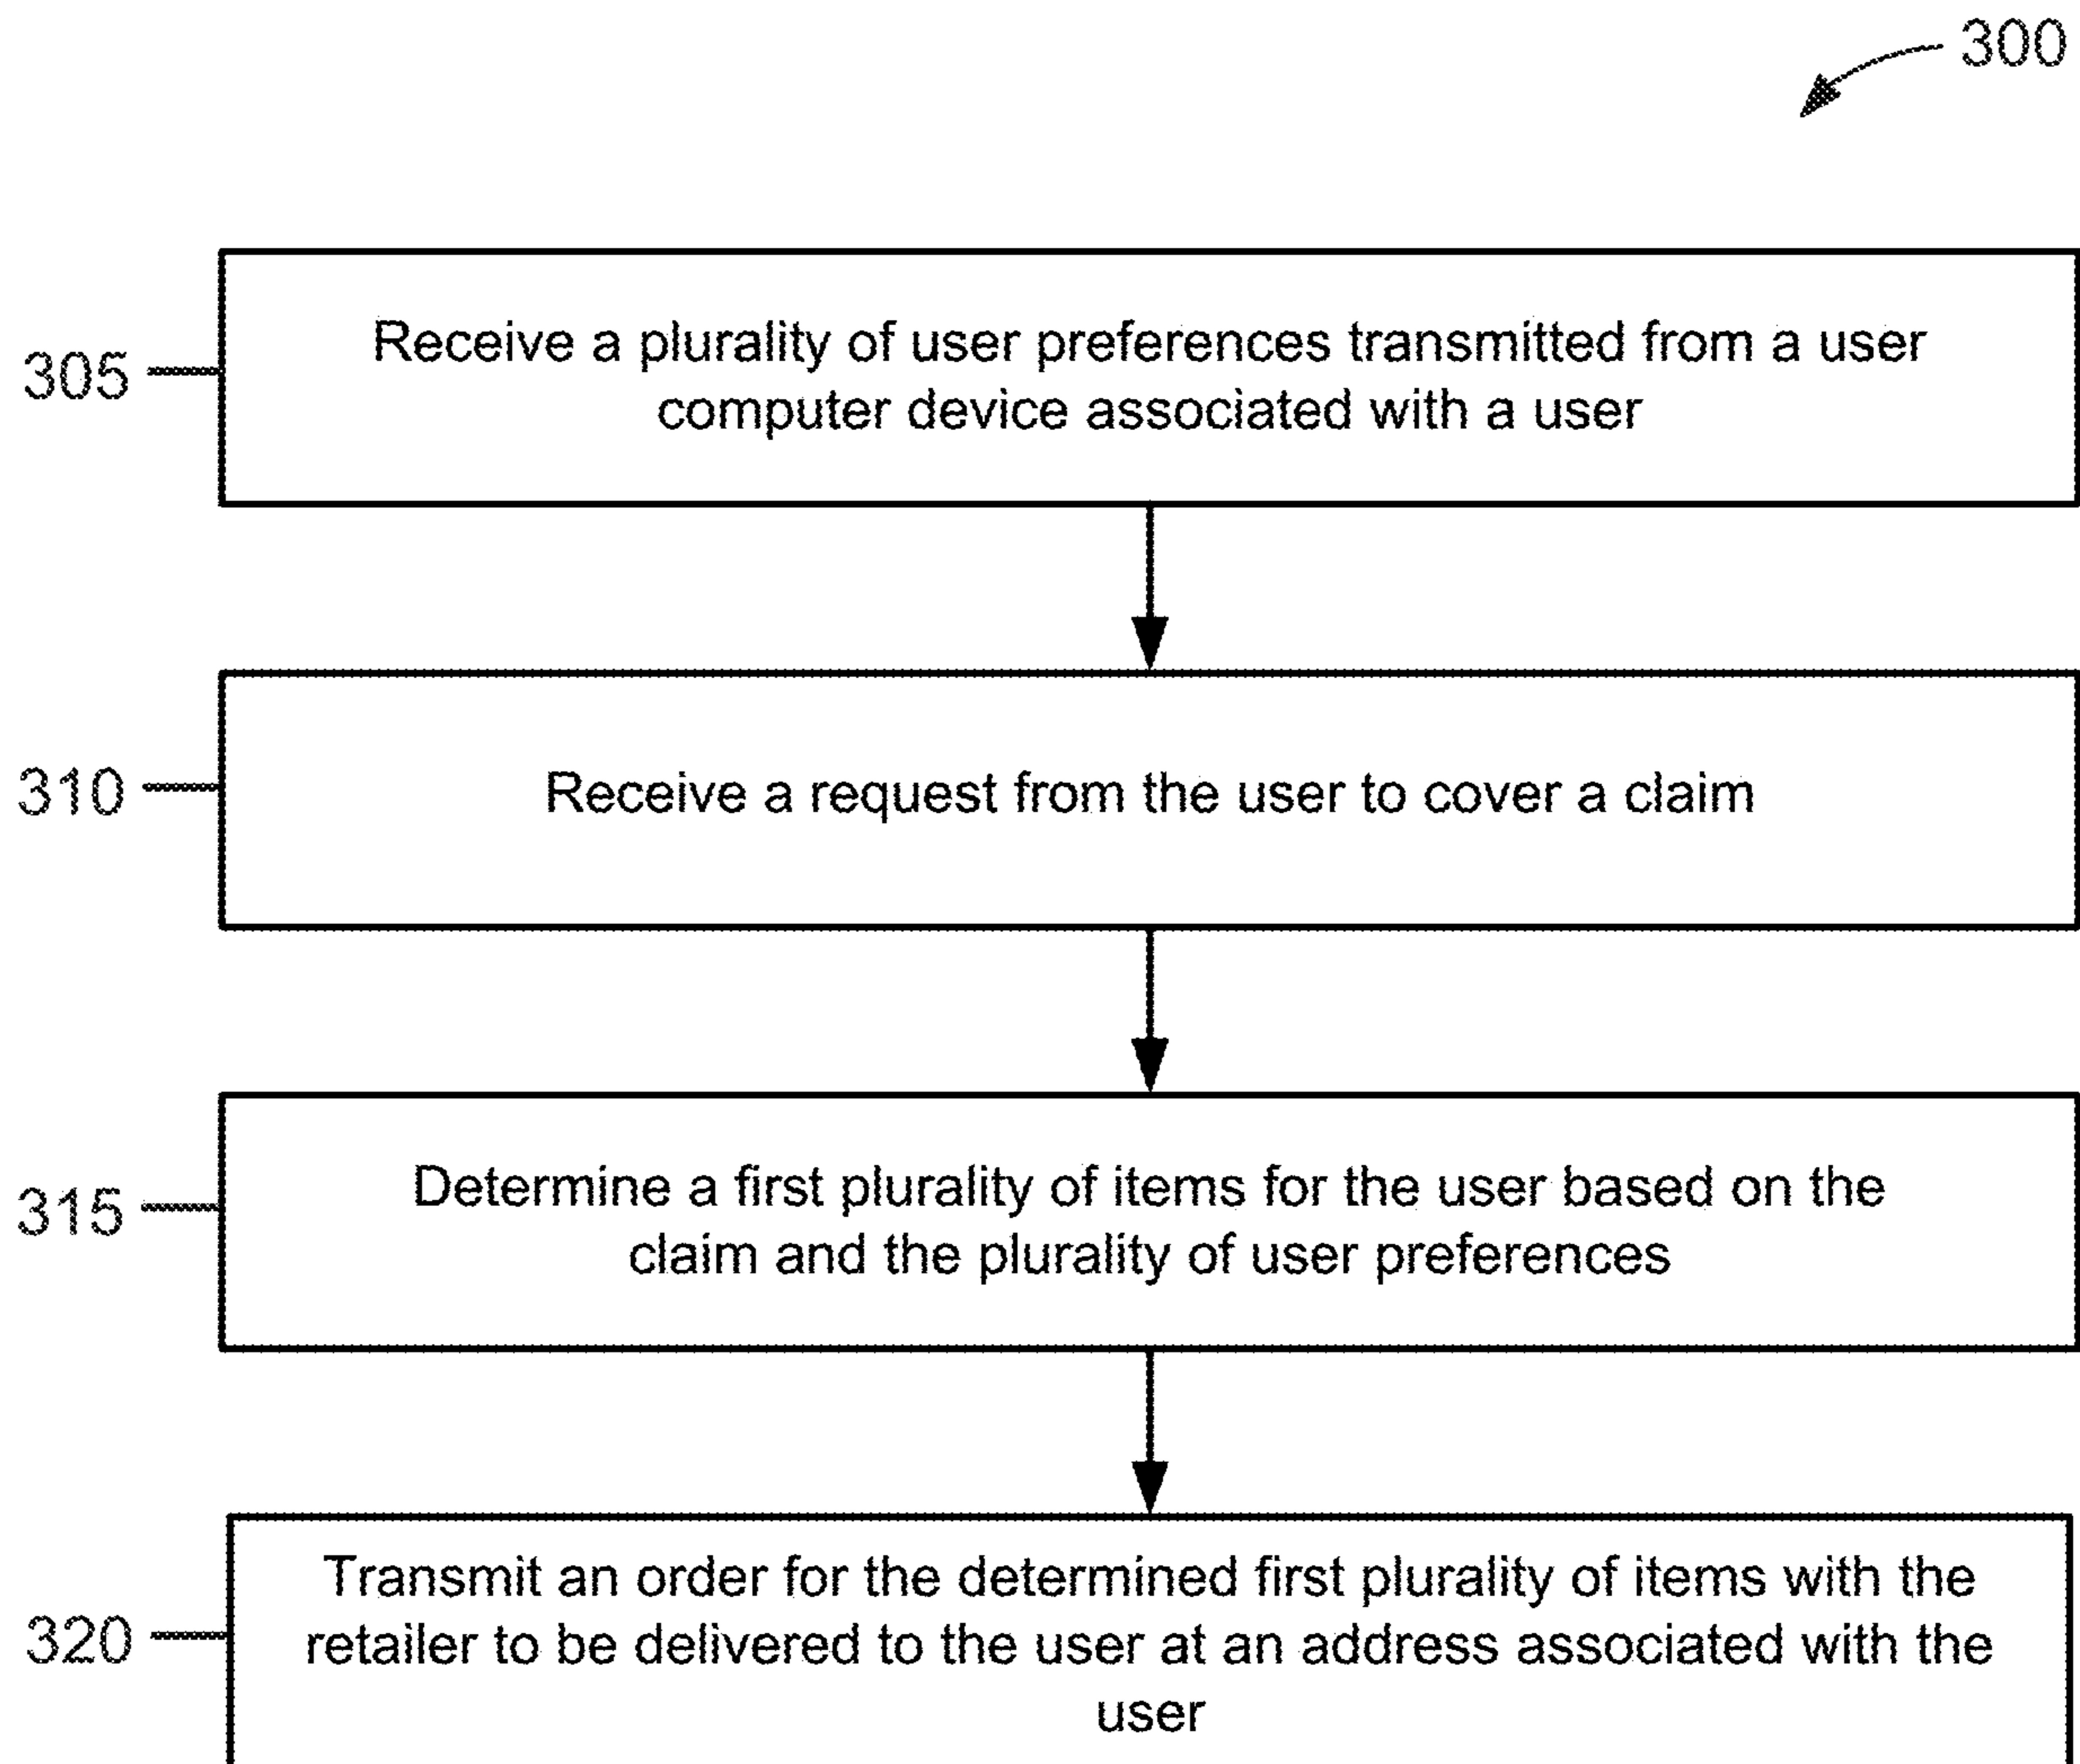 300
305
Receive a plurality of user preferences transmitted from a user
computer device associated with a user
310
Receive a request from the user to cover a claim
315
Determine a first plurality of items for the user based on the
claim and the plurality of user preferences
320
Transmit an order for the determined first plurality of items with the
retailer to be delivered to the user at an address associated with the
user